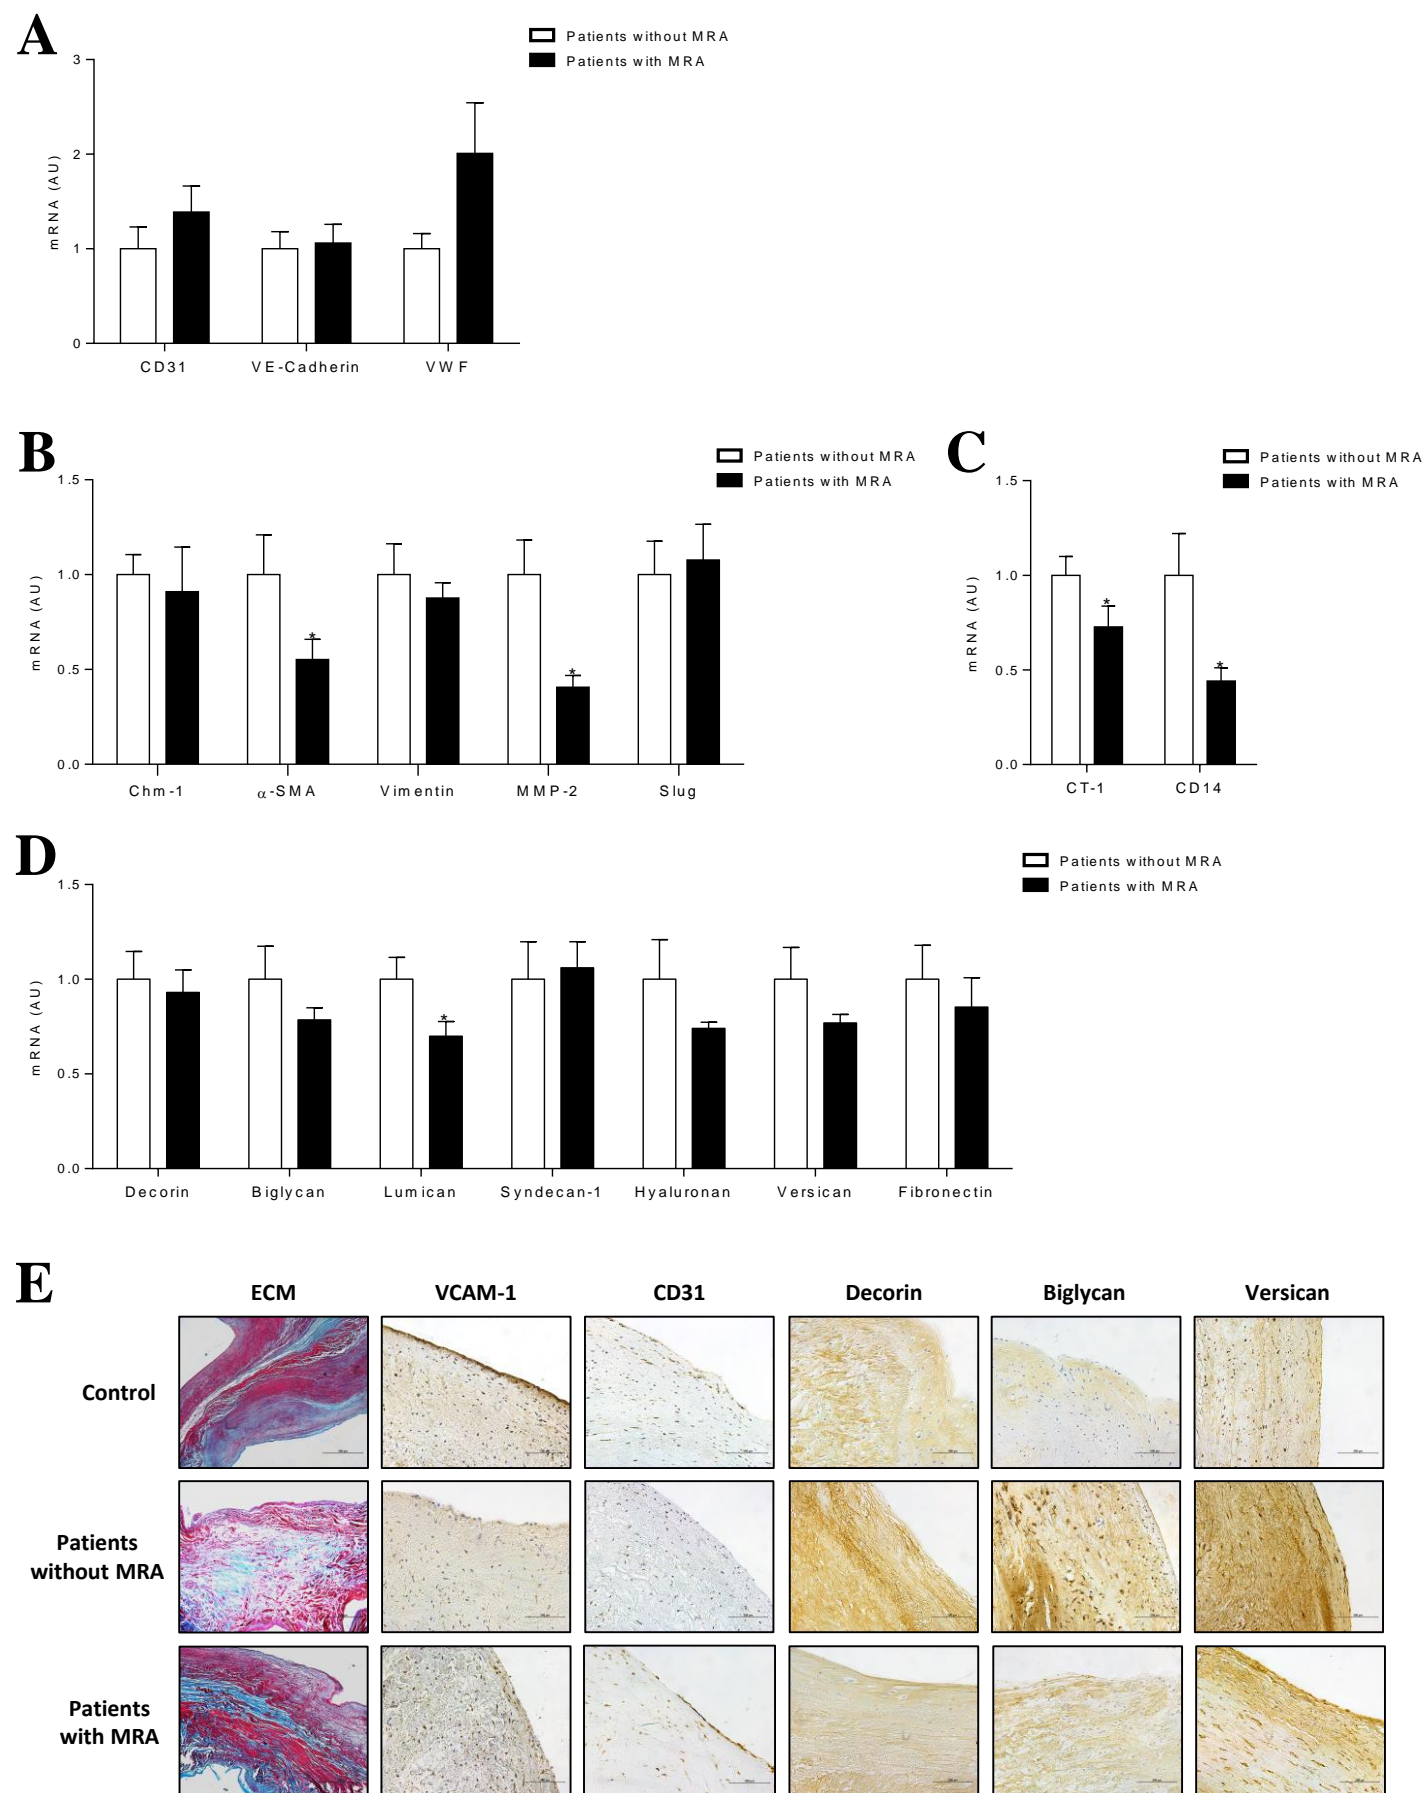 A
Patients without MRA
Patients with MRA
3
2
1
0
mRNA (AU)
CD31
VE-Cadherin
VWF
B
Patients without MRA
Patients with MRA
1.5
1.0
0.5
0.0
mRNA (AU)
*
*
Chm-1
α-SMA
Vimentin
MMP-2
Slug
C
Patients without MRA
Patients with MRA
1.5
1.0
0.5
0.0
mRNA (AU)
*
*
CT-1
CD14
D
Patients without MRA
Patients with MRA
1.5
1.0
0.5
0.0
mRNA (AU)
*
Decorin
Biglycan
Lumican
Syndecan-1
Hyaluronan
Versican
Fibronectin
E
ECM
VCAM-1
CD31
Decorin
Biglycan
Versican
Control
Patients
without MRA
Patients
with MRA